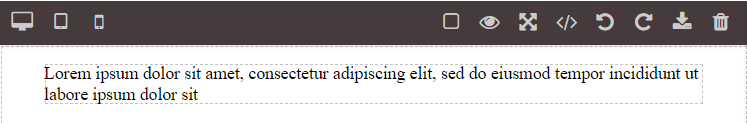 Lorem ipsum dolor sit amet, consectetur adipiscing elit, sed do eiusmod tempor incididunt ut
labore ipsum dolor sit